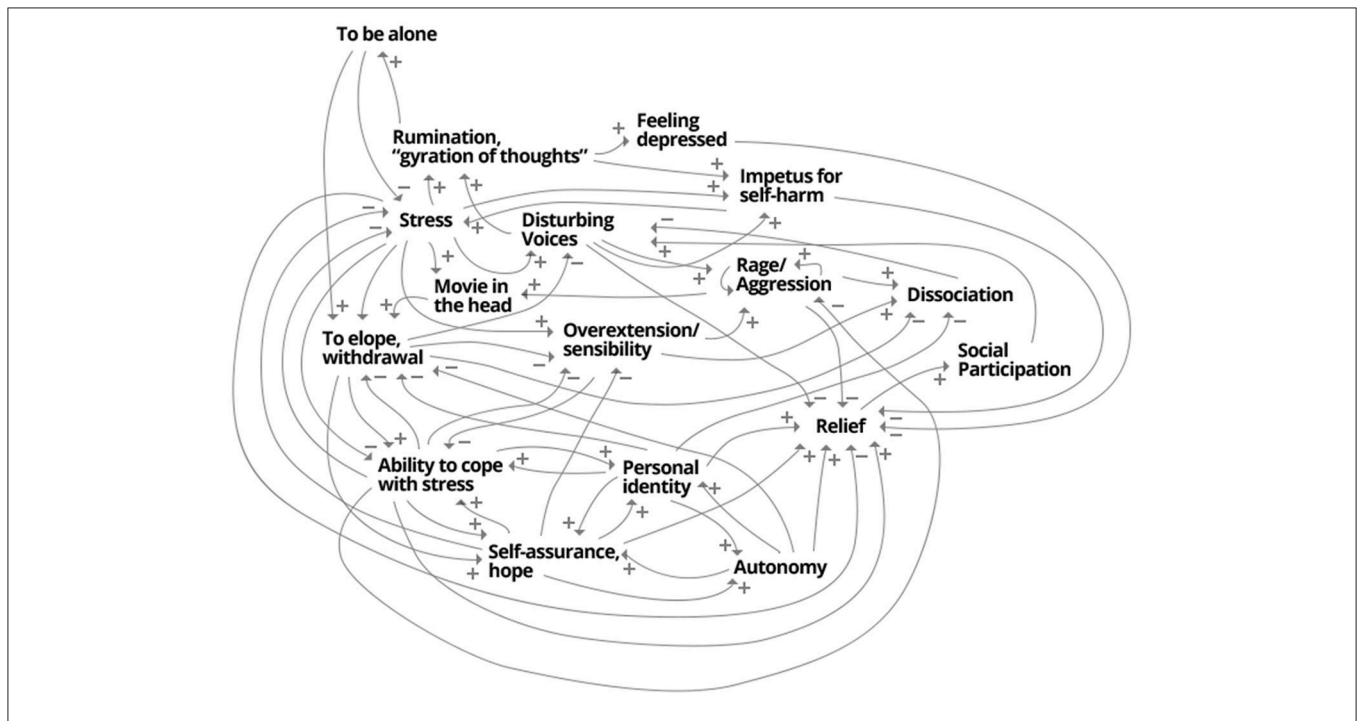 To be alone
Feeling
depressed
Rumination,
“gyration of thoughts”
Impetus for
self-harm
Stress
Disturbing
Voices
Rage/
Aggression
Movie in
the head
Dissociation
To elope,
withdrawal
Overextension/
sensibility
Social
Participation
Relief
Ability to cope
with stress
Personal
identity
Self-assurance,
hope
Autonomy